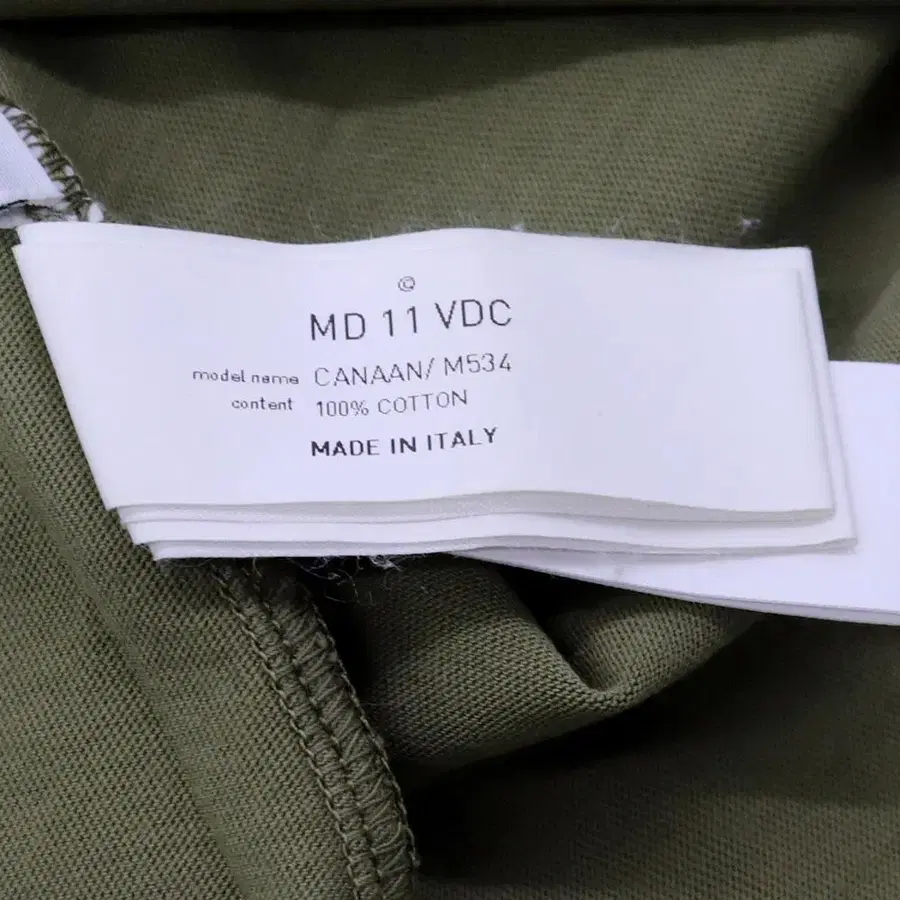 ©
MD 11 VDC
model name CANAAN/ M534
content 100% COTTON
MADE IN ITALY